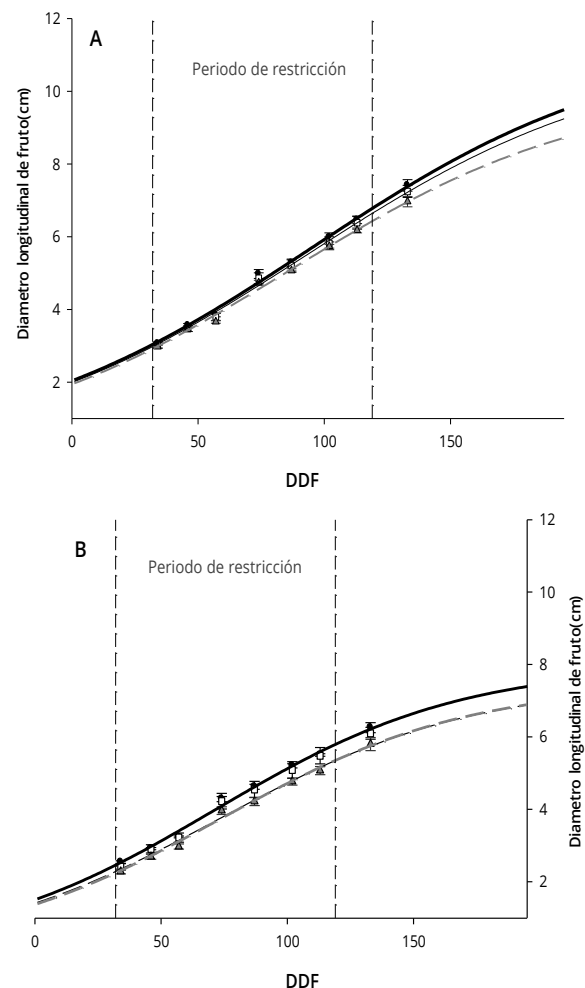 12
A
Periodo de restricción
10
8
6
4
2
Diametro longitudinal de fruto(cm)
0
50
100
150
DDF
B
Periodo de restricción
12
10
8
6
4
2
Diametro longitudinal de fruto(cm)
0
50
100
150
DDF